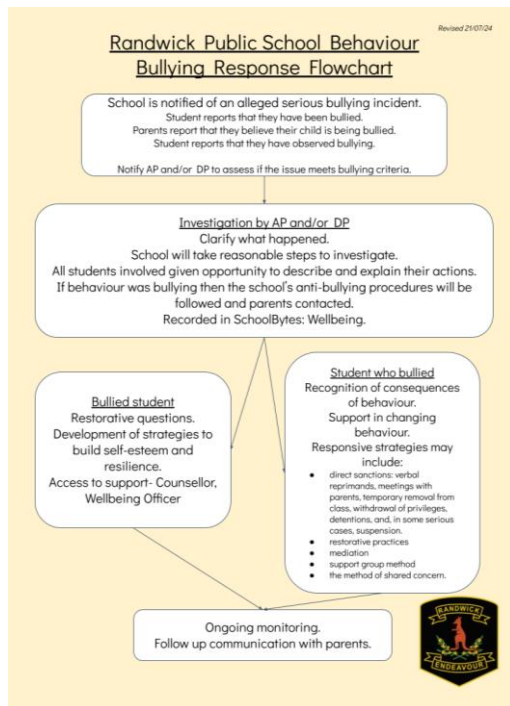 Revised 21/07/24
Randwick Public School Behaviour
Bullying Response Flowchart
School is notified of an alleged serious bullying incident.
Student reports that they have been bullied.
Parents report that they believe their child is being bullied.
Student reports that they have observed bullying.
Notify AP and/or DP to assess if the issue meets bullying criteria.
Investigation by AP and/or DP
Clarify what happened.
School will take reasonable steps to investigate.
All students involved given opportunity to describe and explain their actions.
If behaviour was bullying then the school's anti-bullying procedures will be
followed and parents contacted.
Recorded in SchoolBytes: Wellbeing.
Bullied student
Restorative questions.
Development of strategies to
build self-esteem and
resilience.
Access to support- Counsellor,
Wellbeing Officer
Student who bullied
Recognition of consequences
of behaviour.
Support in changing
behaviour.
Responsive strategies may
include:
● direct sanctions: verbal
reprimands, meetings with
parents, temporary removal from
class, withdrawal of privileges,
detentions, and, in some serious
cases, suspension.
● restorative practices
● mediation
● support group method
● the method of shared concern.
Ongoing monitoring.
Follow up communication with parents.
RANDWICK
ENDEAVOUR